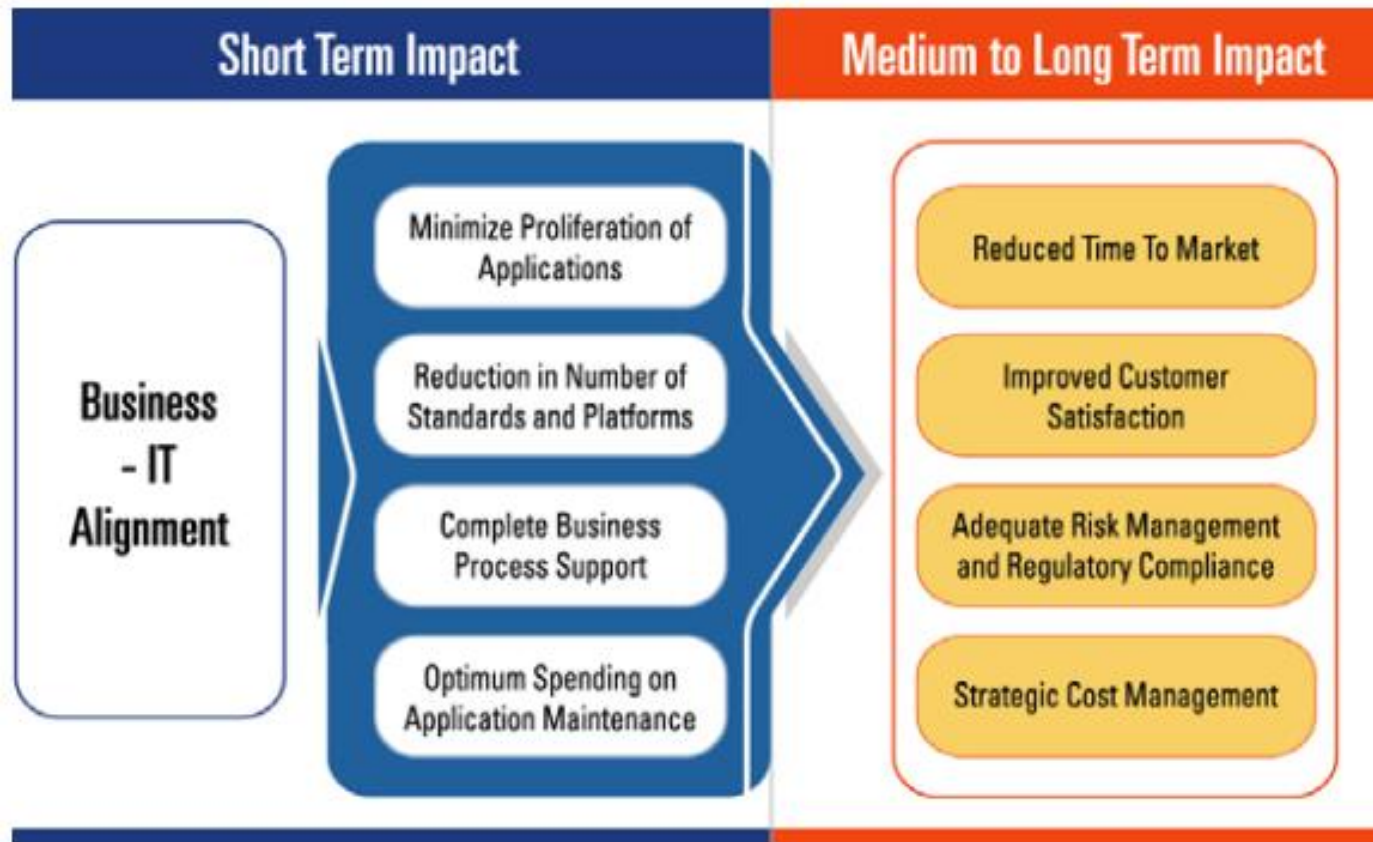 Short Term Impact
Medium to Long Term Impact
Business
- IT
Alignment
Minimize Proliferation of
Applications
Reduction in Number of
Standards and Platforms
Complete Business
Process Support
Optimum Spending on
Application Maintenance
Reduced Time To Market
Improved Customer
Satisfaction
Adequate Risk Management
and Regulatory Compliance
Strategic Cost Management